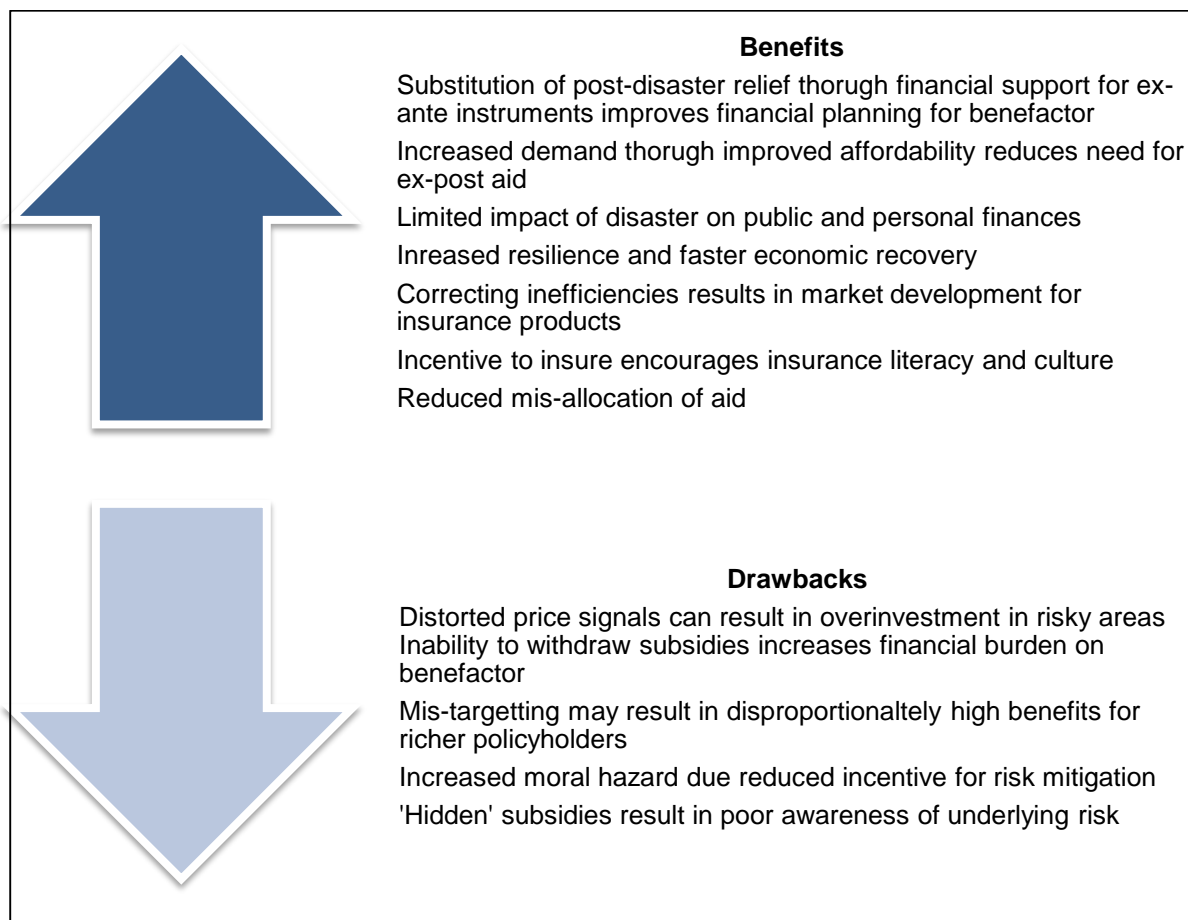 Benefits
Substitution of post-disaster relief thorugh financial support for ex-
ante instruments improves financial planning for benefactor
Increased demand thorugh improved affordability reduces need for
ex-post aid
Limited impact of disaster on public and personal finances
Inreased resilience and faster economic recovery
Correcting inefficiencies results in market development for
insurance products
Incentive to insure encourages insurance literacy and culture
Reduced mis-allocation of aid
Drawbacks
Distorted price signals can result in overinvestment in risky areas
Inability to withdraw subsidies increases financial burden on
benefactor
Mis-targetting may result in disproportionaltely high benefits for
richer policyholders
Increased moral hazard due reduced incentive for risk mitigation
'Hidden' subsidies result in poor awareness of underlying risk